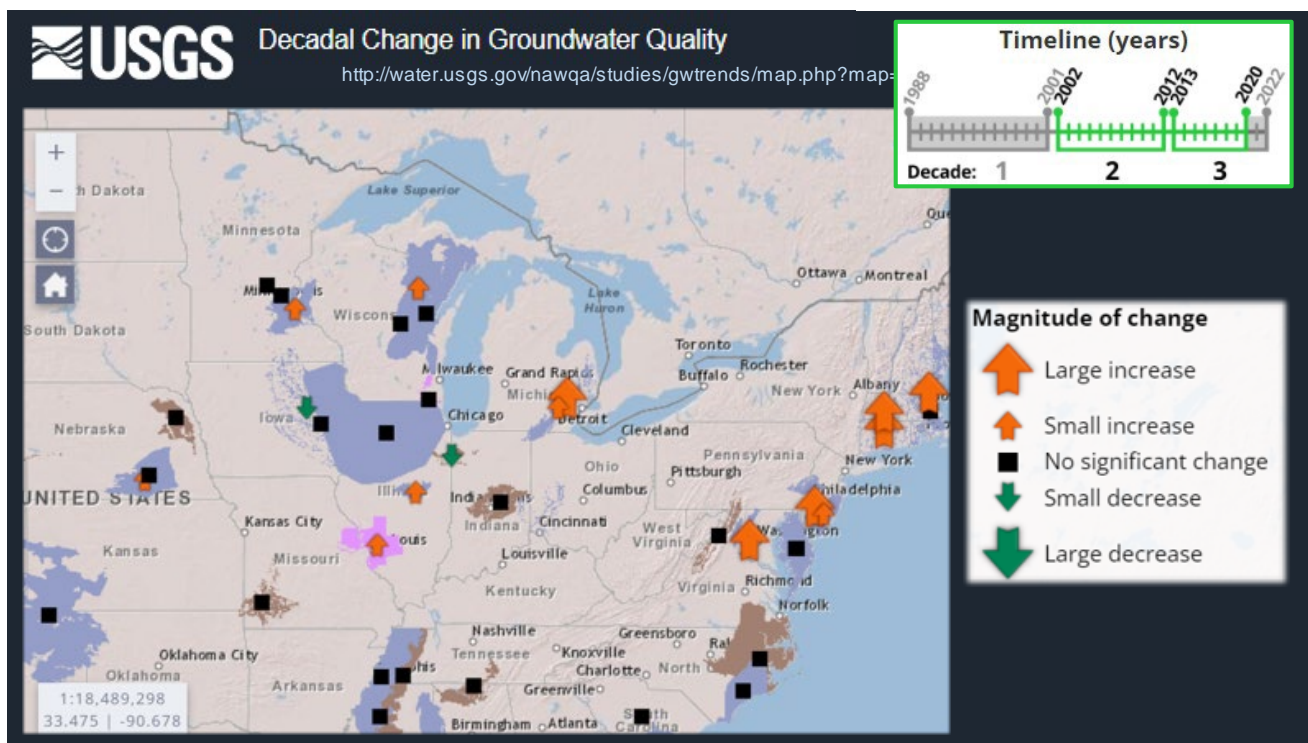 USGS
Decadal Change in Groundwater Quality
http://water.usgs.gov/nawqa/studies/gwtrends/map.php?map=
Timeline (years)
1988
2001
2002
2012
2013
2020
2022
Decade: 1 2 3
+
−
h Dakota
Lake Superior
Minnesota
Ottawa
Montreal
Lake
Huron
South Dakota
Wiscons
Toronto
Rochester
Buffalo
New York
Albany
Grand Rapids
Detroit
Iowa
Chicago
Cleveland
Nebraska
Pennsylvania
New York
Pittsburgh
Ohio
UNITED STATES
Columbus
hiladelphia
Indiana
Cincinnati
Kansas City
West
Virginia
Kansas
Missouri
ouis
Louisville
Virginia
Richmond
Kentucky
Norfolk
Nashville
Greensboro
Oklahoma City
Tennessee
Knoxville
Charlotte
North
Oklahoma
Arkansas
Greenville
1:18,489,298
33.475 | -90.678
Birmingham
Atlanta
South
Carolina
Magnitude of change
Large increase
Small increase
No significant change
Small decrease
Large decrease